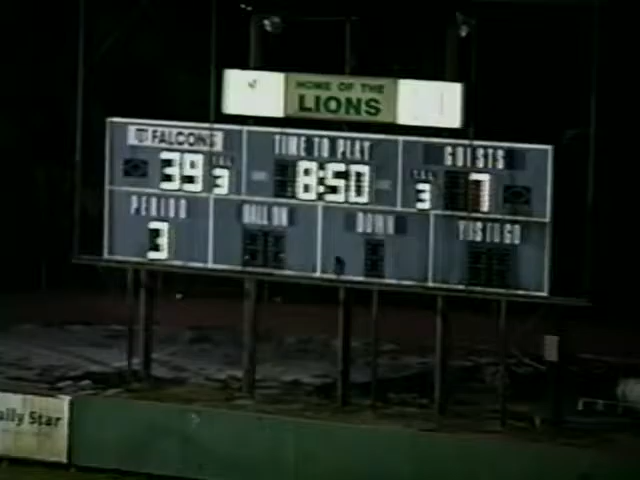 HOME OF THE
LIONS
FALCONS TIME TO PLAY GUESTS
39 T.O.L. 3 8:50 T.O.L. 3 7
PERIOD BALL ON DOWN YDS TO GO
3
ally Star